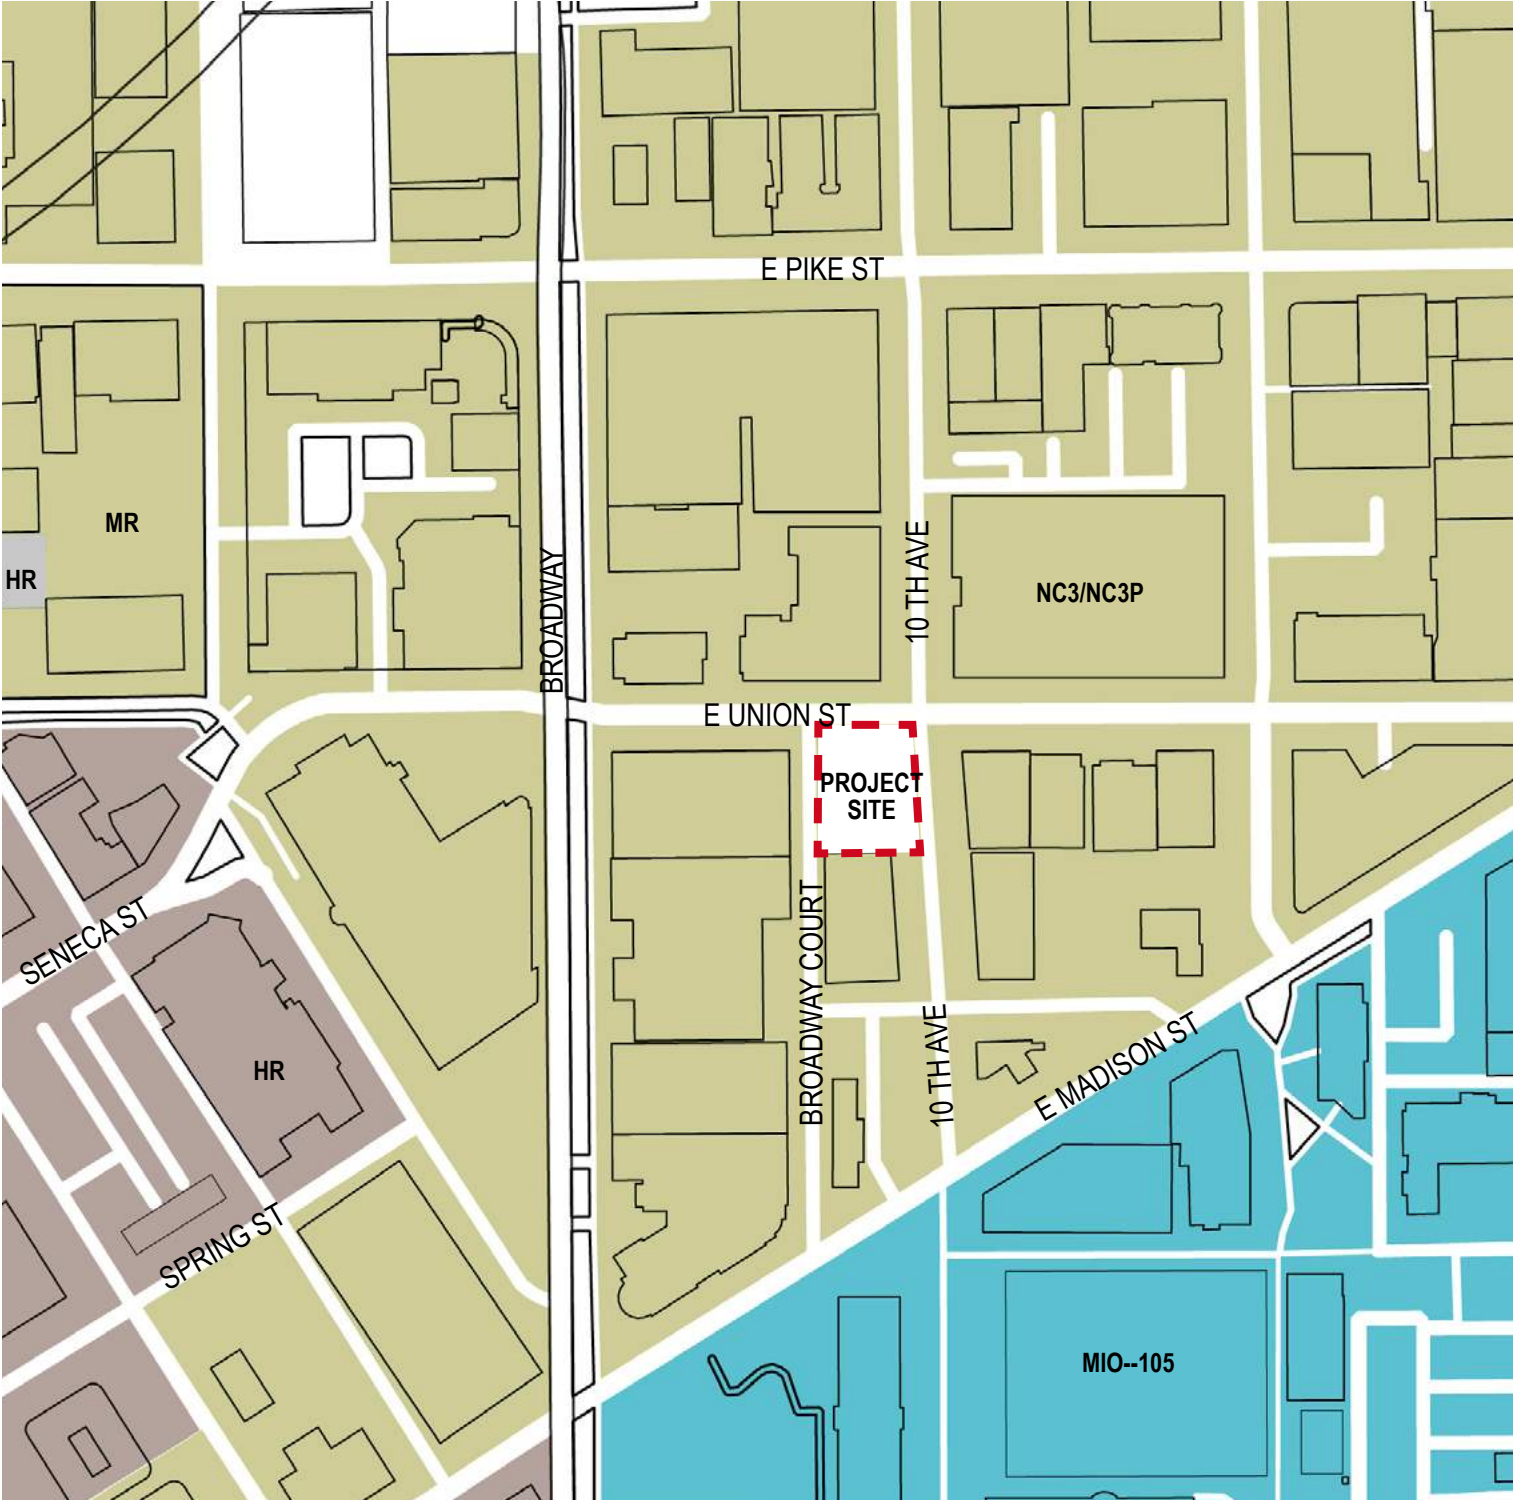 E PIKE ST
MR
HR
BROADWAY
10 TH AVE
NC3/NC3P
E UNION ST
PROJECT
SITE
SENECA ST
BROADWAY COURT
10 TH AVE
E MADISON ST
HR
SPRING ST
MIO--105